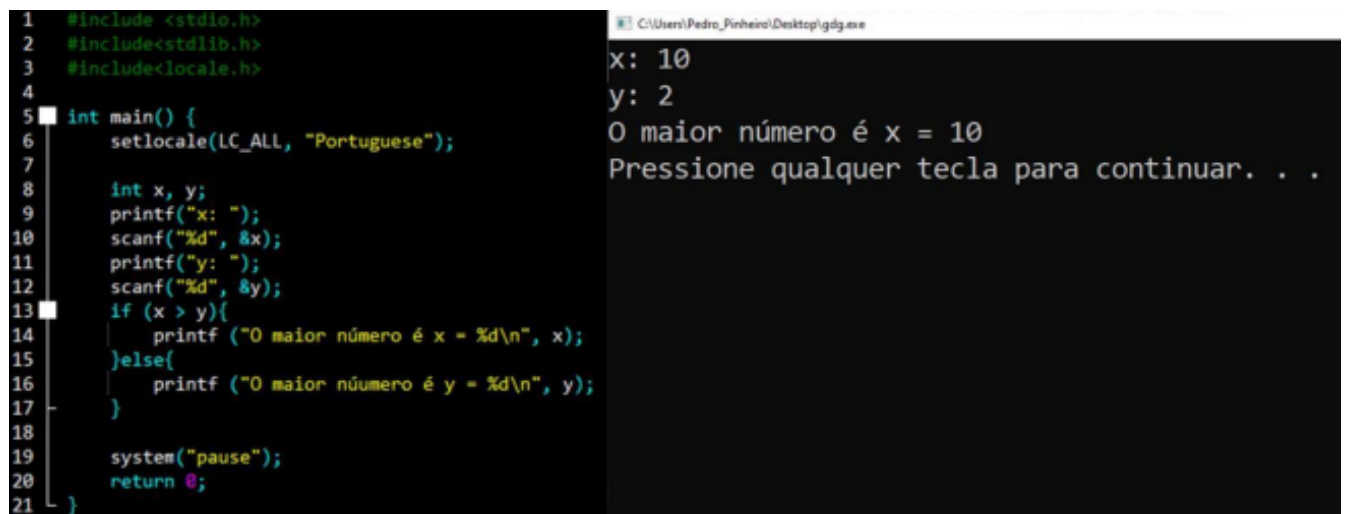 1 #include <stdio.h>
2 #include<stdlib.h>
3 #include<locale.h>
4
5 int main() {
6 setlocale(LC_ALL, "Portuguese");
7
8 int x, y;
9 printf("x: ");
10 scanf("%d", &x);
11 printf("y: ");
12 scanf("%d", &y);
13 if (x > y){
14 printf ("O maior número é x = %d\n", x);
15 }else{
16 printf ("O maior núumero é y = %d\n", y);
17 }
18
19 system("pause");
20 return 0;
21 }
C:\Users\Pedro_Pinheiro\Desktop\gdg.exe
x: 10
y: 2
O maior número é x = 10
Pressione qualquer tecla para continuar. . .